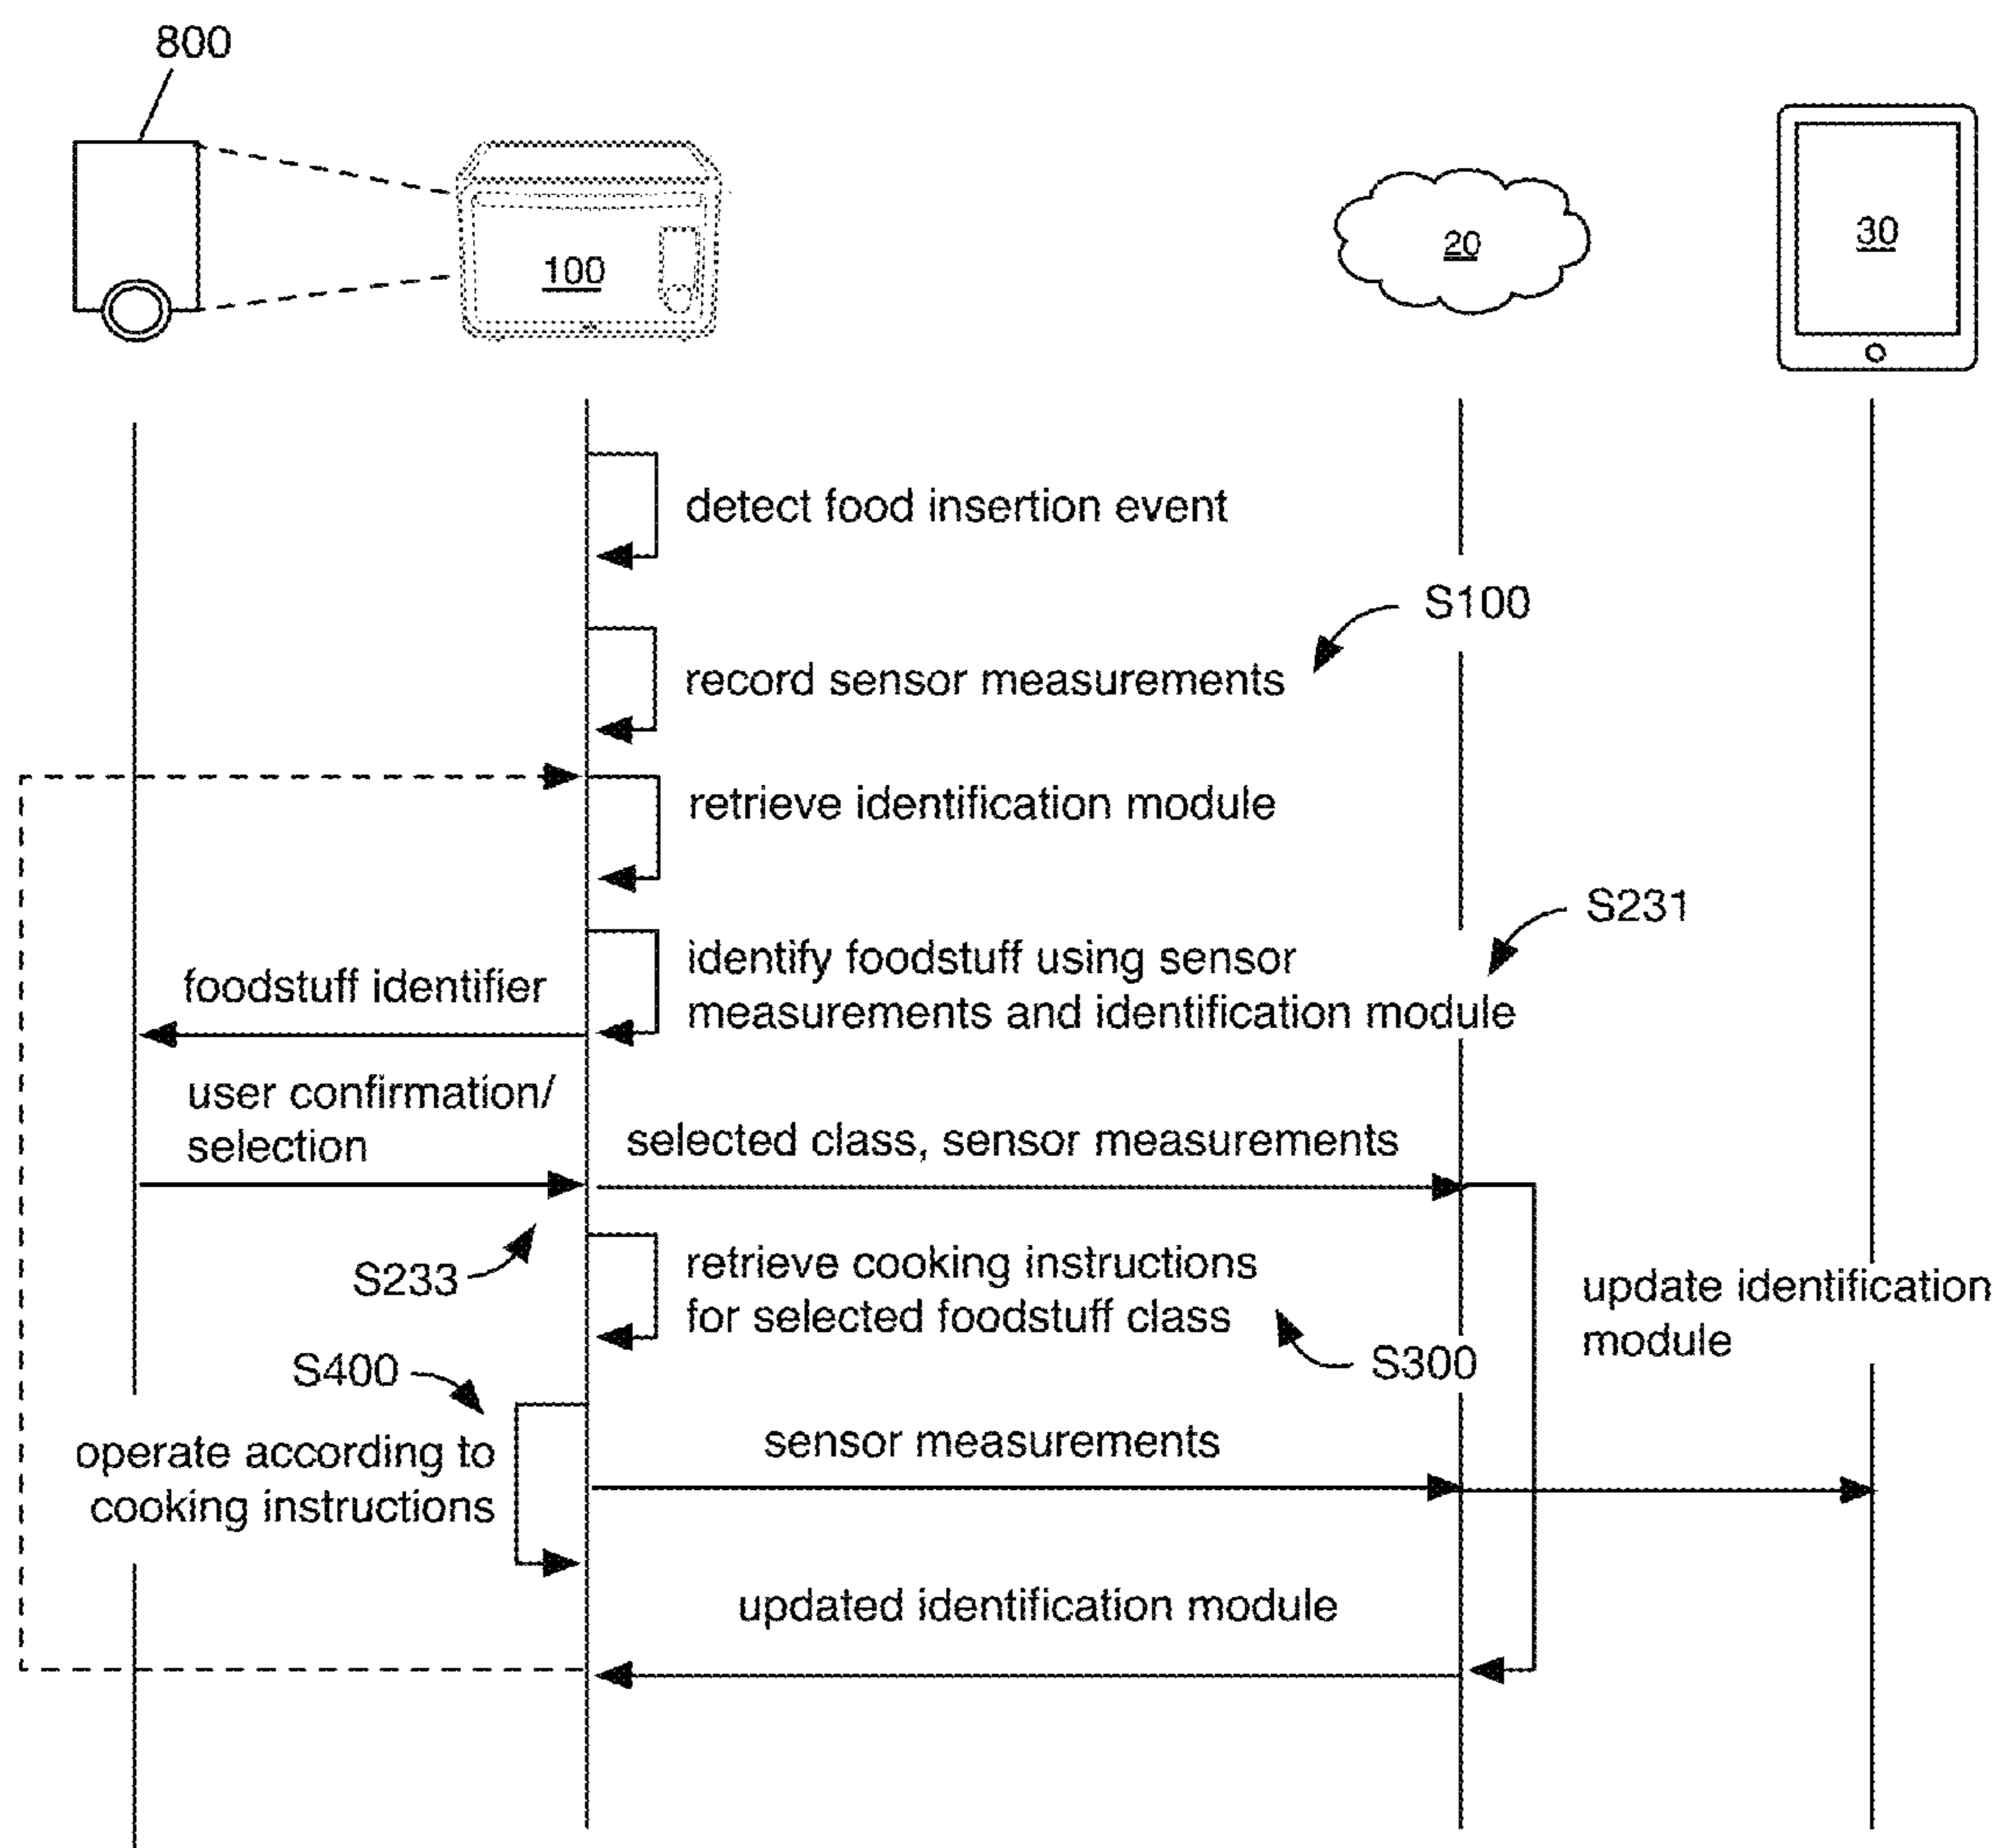 800
100
20
30
detect food insertion event
S100
record sensor measurements
retrieve identification module
S231
identify foodstuff using sensor
measurements and identification module
foodstuff identifier
user confirmation/
selection
selected class, sensor measurements
S233
retrieve cooking instructions
for selected foodstuff class
update identification
module
S300
S400
operate according to
cooking instructions
sensor measurements
updated identification module